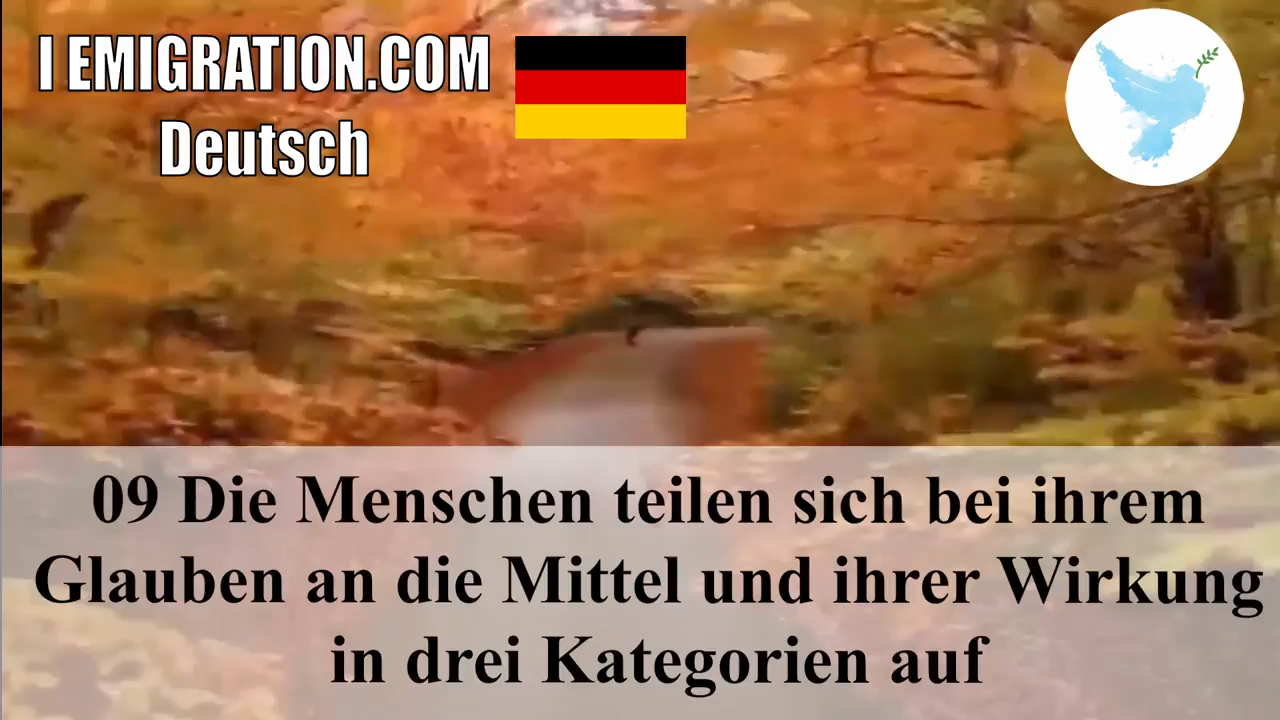 I EMIGRATION.COM
Deutsch
09 Die Menschen teilen sich bei ihrem
Glauben an die Mittel und ihrer Wirkung
in drei Kategorien auf